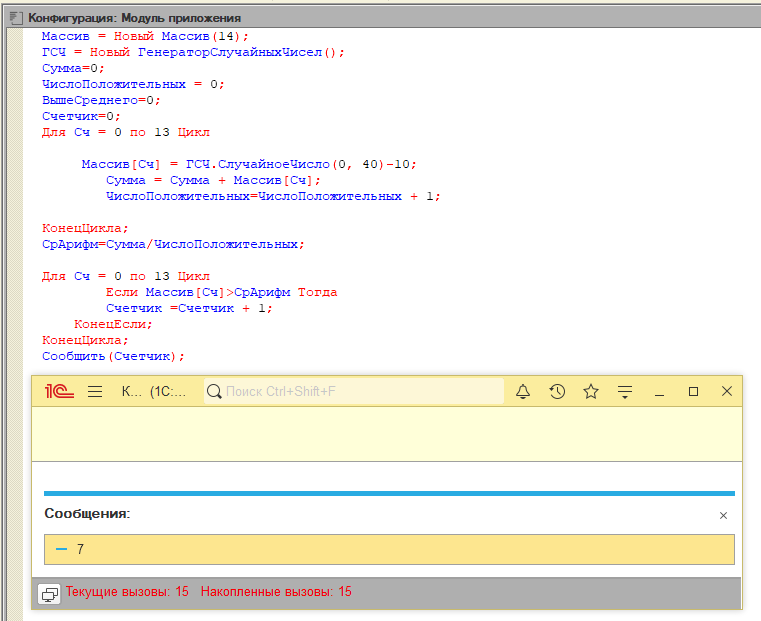 Конфигурация: Модуль приложения
Массив = Новый Массив(14);
ГСЧ = Новый ГенераторСлучайныхЧисел();
Сумма=0;
ЧислоПоложительных = 0;
ВышеСреднего=0;
Счетчик=0;
Для Сч = 0 по 13 Цикл
Массив[Сч] = ГСЧ.СлучайноеЧисло(0, 40)-10;
Сумма = Сумма + Массив[Сч];
ЧислоПоложительных=ЧислоПоложительных + 1;
КонецЦикла;
СрАрифм=Сумма/ЧислоПоложительных;
Для Сч = 0 по 13 Цикл
Если Массив[Сч]>СрАрифм Тогда
Счетчик =Счетчик + 1;
КонецЕсли;
КонецЦикла;
Сообщить(Счетчик);
1С К... (1С:... Поиск Ctrl+Shift+F
Сообщения:
7
Текущие вызовы: 15 Накопленные вызовы: 15